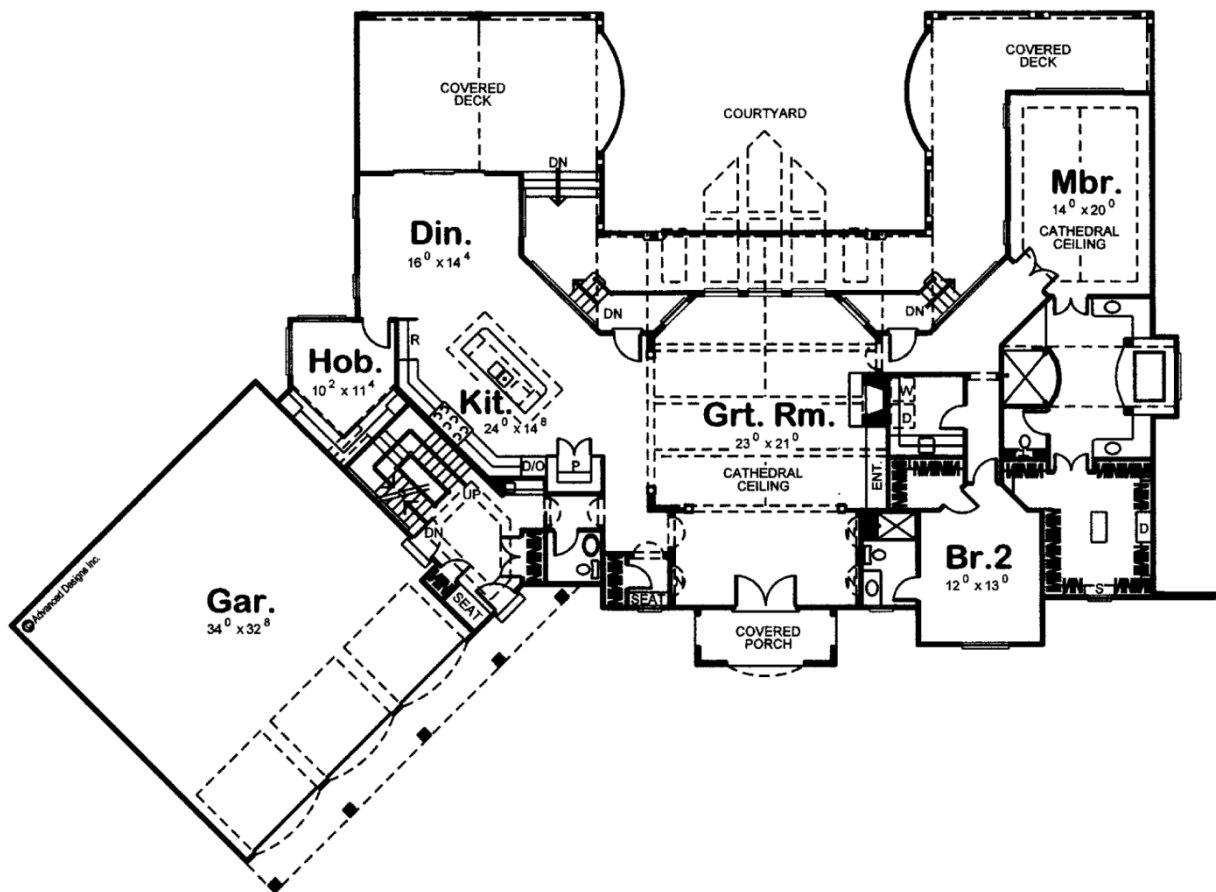 COVERED
DECK
COVERED
DECK
COURTYARD
DN
Mbr.
14⁰ x 20⁰
CATHEDRAL
CEILING
Din.
16⁰ x 14⁴
DN
DN
R
Hob.
10² x 11⁴
Kit.
24⁰ x 14⁸
Grt. Rm.
23⁰ x 21⁰
CATHEDRAL
CEILING
W
D
D/O
P
ENT.
UP
DN
SEAT
SEAT
Br.2
12⁰ x 13⁰
D
S
COVERED
PORCH
Gar.
34⁰ x 32⁸
© Advanced Designs Inc.